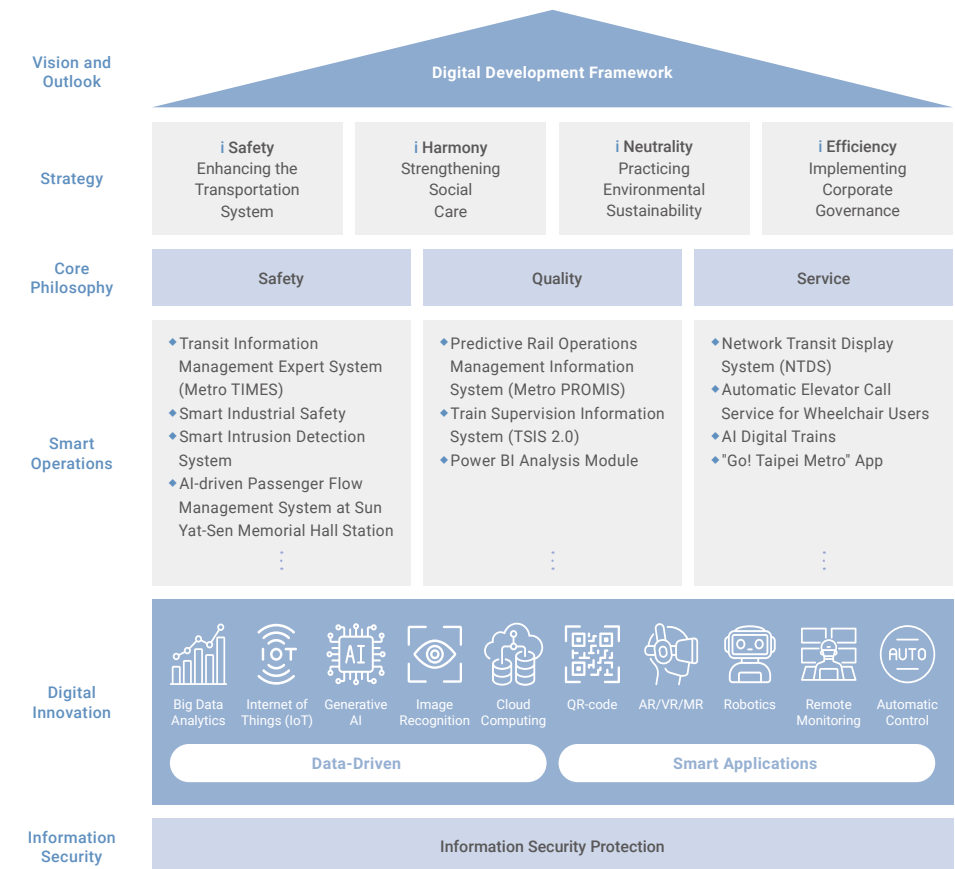 Vision and
Outlook
Digital Development Framework
Strategy
i Safety
Enhancing the
Transportation
System
i Harmony
Strengthening
Social
Care
i Neutrality
Practicing
Environmental
Sustainability
i Efficiency
Implementing
Corporate
Governance
Core
Philosophy
Safety
Quality
Service
Smart
Operations
Transit Information
Management Expert System
(Metro TIMES)
Smart Industrial Safety
Smart Intrusion Detection
System
AI-driven Passenger Flow
Management System at Sun
Yat-Sen Memorial Hall Station
Predictive Rail Operations
Management Information
System (Metro PROMIS)
Train Supervision Information
System (TSIS 2.0)
Power BI Analysis Module
Network Transit Display
System (NTDS)
Automatic Elevator Call
Service for Wheelchair Users
AI Digital Trains
"Go! Taipei Metro" App
Digital
Innovation
IOT
AI
AUTO
Big Data
Analytics
Internet of
Things (IoT)
Generative
AI
Image
Recognition
Cloud
Computing
QR-code
AR/VR/MR
Robotics
Remote
Monitoring
Automatic
Control
Data-Driven
Smart Applications
Information
Security
Information Security Protection